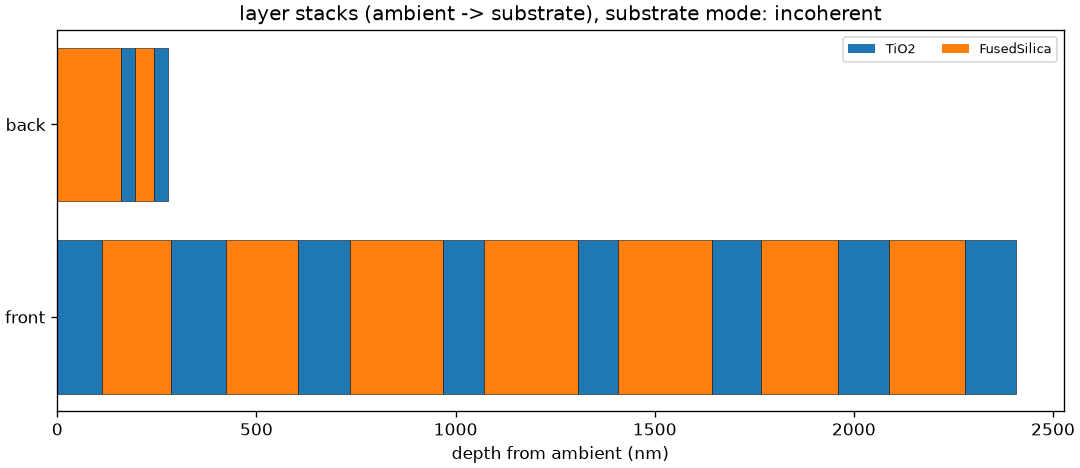 layer stacks (ambient -> substrate), substrate mode: incoherent
TiO2 FusedSilica
back
front
0 500 1000 1500 2000 2500
depth from ambient (nm)